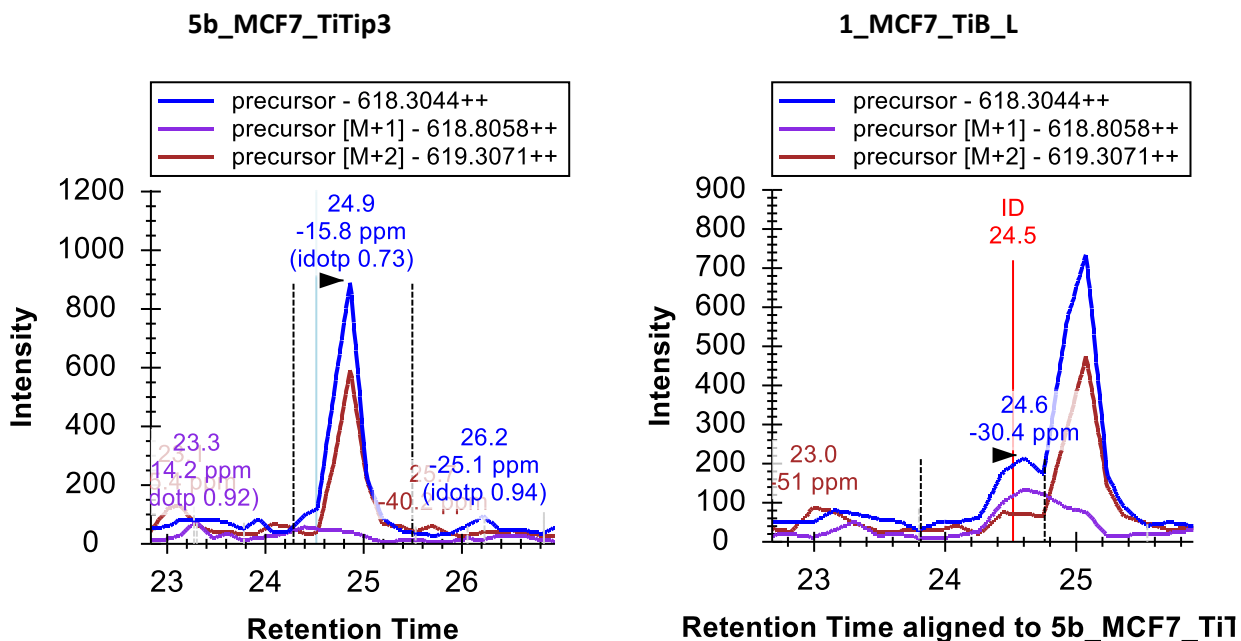 5b_MCF7_TiTip3
precursor - 618.3044++
precursor [M+1] - 618.8058++
precursor [M+2] - 619.3071++
1200
1000
800
600
400
200
0
Intensity
24.9
-15.8 ppm
(idotp 0.73)
23.3
14.2 ppm
dotp 0.92)
26.2
-25.1 ppm
(idotp 0.94)
-40.2 ppm
23
24
25
26
Retention Time
1_MCF7_TiB_L
precursor - 618.3044++
precursor [M+1] - 618.8058++
precursor [M+2] - 619.3071++
900
800
700
600
500
400
300
200
100
0
Intensity
ID
24.5
24.6
-30.4 ppm
23.0
-51 ppm
23
24
25
Retention Time aligned to 5b_MCF7_TiT